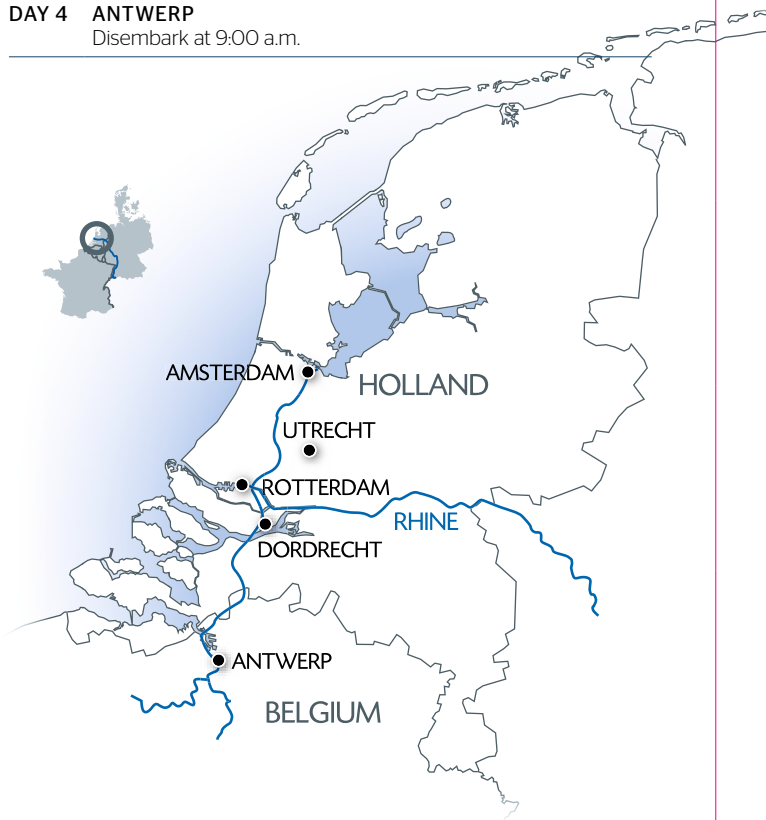 DAY 4 ANTWERP
Disembark at 9:00 a.m.
AMSTERDAM
HOLLAND
UTRECHT
ROTTERDAM
RHINE
DORDRECHT
ANTWERP
BELGIUM